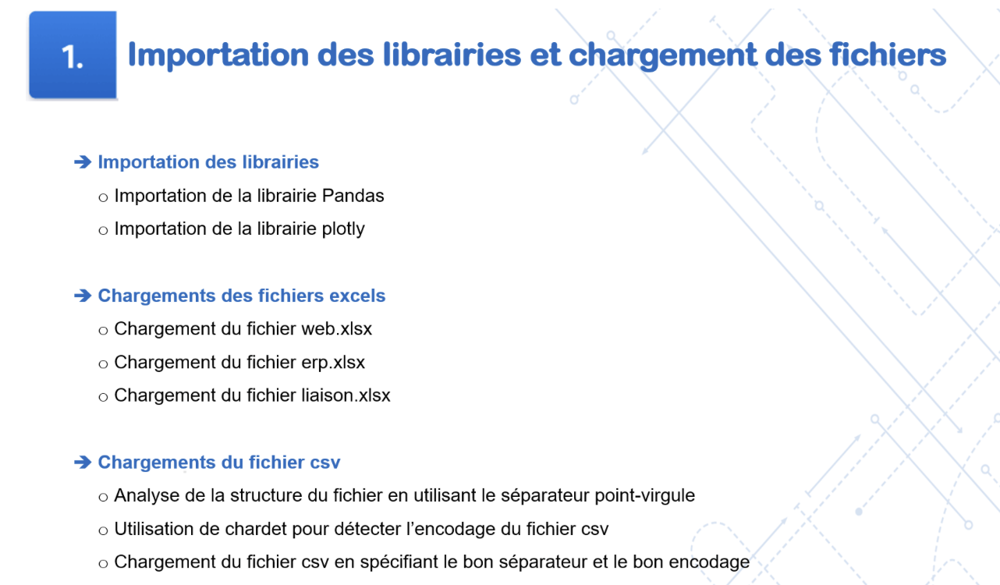 1.
Importation des librairies et chargement des fichiers
➔ Importation des librairies
o Importation de la librairie Pandas
o Importation de la librairie plotly
➔ Chargements des fichiers excels
o Chargement du fichier web.xlsx
o Chargement du fichier erp.xlsx
o Chargement du fichier liaison.xlsx
➔ Chargements du fichier csv
o Analyse de la structure du fichier en utilisant le séparateur point-virgule
o Utilisation de chardet pour détecter l’encodage du fichier csv
o Chargement du fichier csv en spécifiant le bon séparateur et le bon encodage